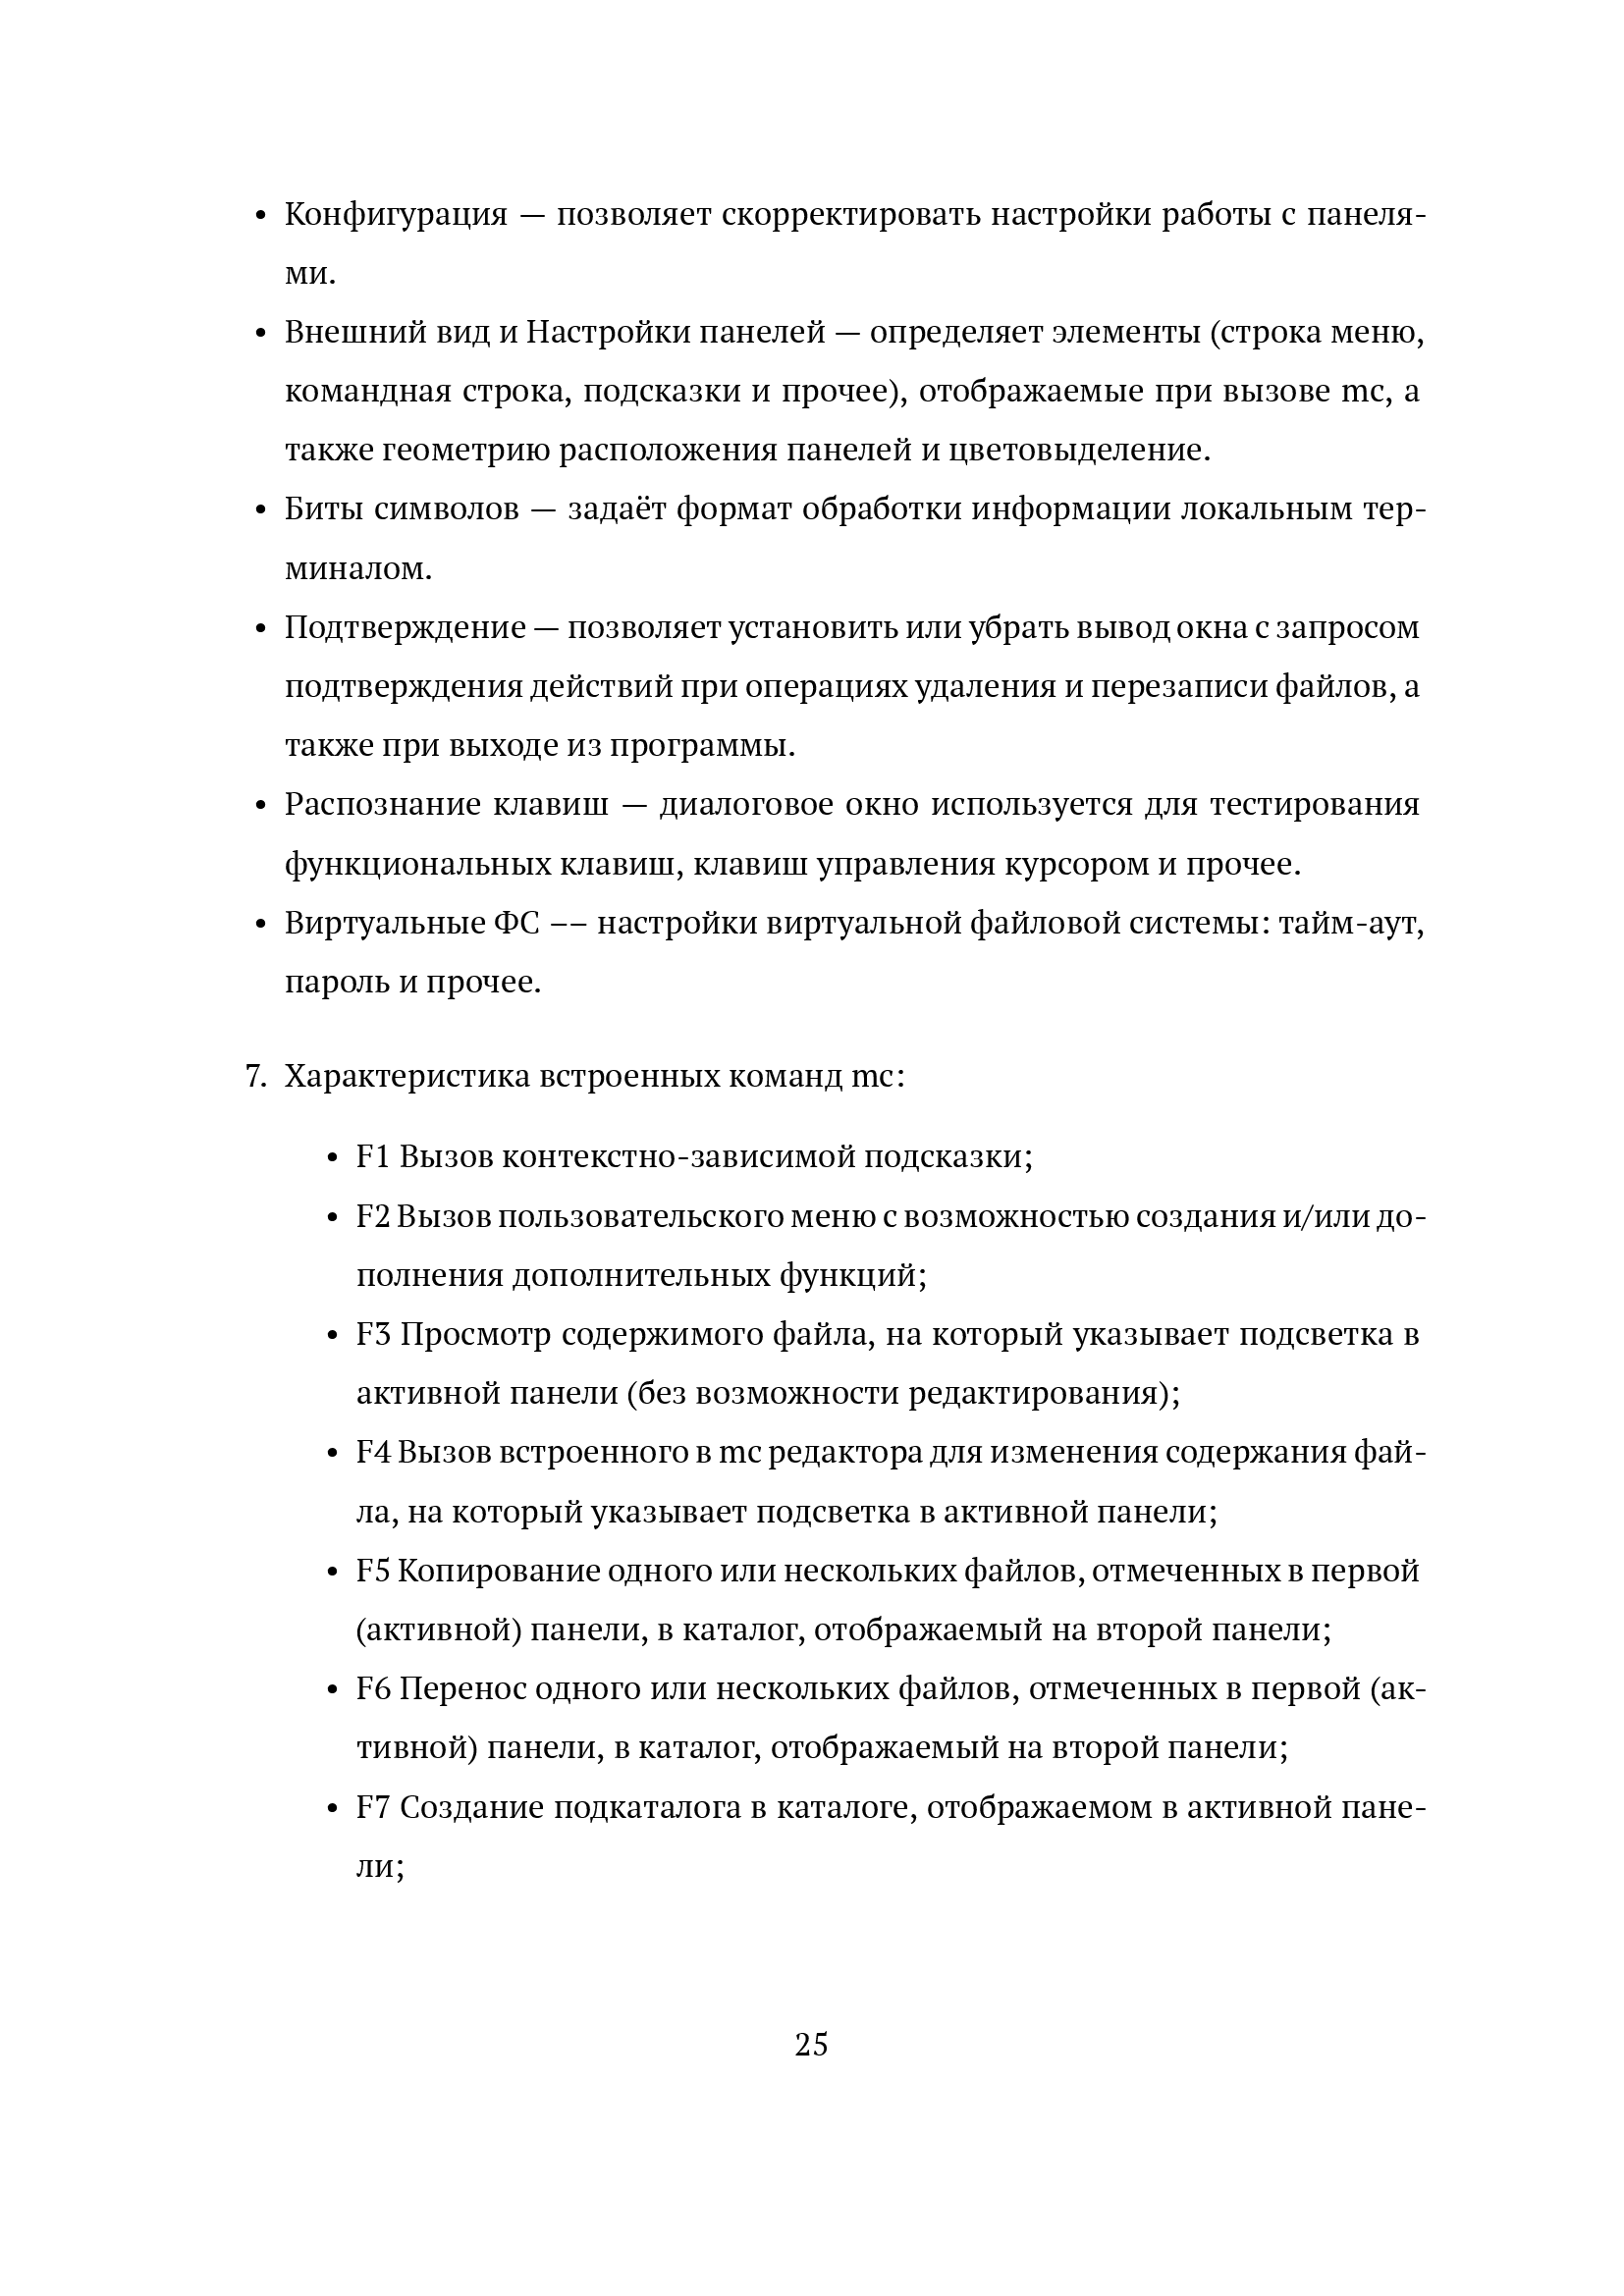 • Конфигурация — позволяет скорректировать настройки работы с панеля-
ми.
• Внешний вид и Настройки панелей — определяет элементы (строка меню,
командная строка, подсказки и прочее), отображаемые при вызове mc, а
также геометрию расположения панелей и цветовыделение.
• Биты символов — задаёт формат обработки информации локальным тер-
миналом.
• Подтверждение — позволяет установить или убрать вывод окна с запросом
подтверждения действий при операциях удаления и перезаписи файлов, а
также при выходе из программы.
• Распознание клавиш — диалоговое окно используется для тестирования
функциональных клавиш, клавиш управления курсором и прочее.
• Виртуальные ФС –– настройки виртуальной файловой системы: тайм-аут,
пароль и прочее.
7. Характеристика встроенных команд mc:
• F1 Вызов контекстно-зависимой подсказки;
• F2 Вызов пользовательского меню с возможностью создания и/или до-
полнения дополнительных функций;
• F3 Просмотр содержимого файла, на который указывает подсветка в
активной панели (без возможности редактирования);
• F4 Вызов встроенного в mc редактора для изменения содержания фай-
ла, на который указывает подсветка в активной панели;
• F5 Копирование одного или нескольких файлов, отмеченных в первой
(активной) панели, в каталог, отображаемый на второй панели;
• F6 Перенос одного или нескольких файлов, отмеченных в первой (ак-
тивной) панели, в каталог, отображаемый на второй панели;
• F7 Создание подкаталога в каталоге, отображаемом в активной пане-
ли;
25